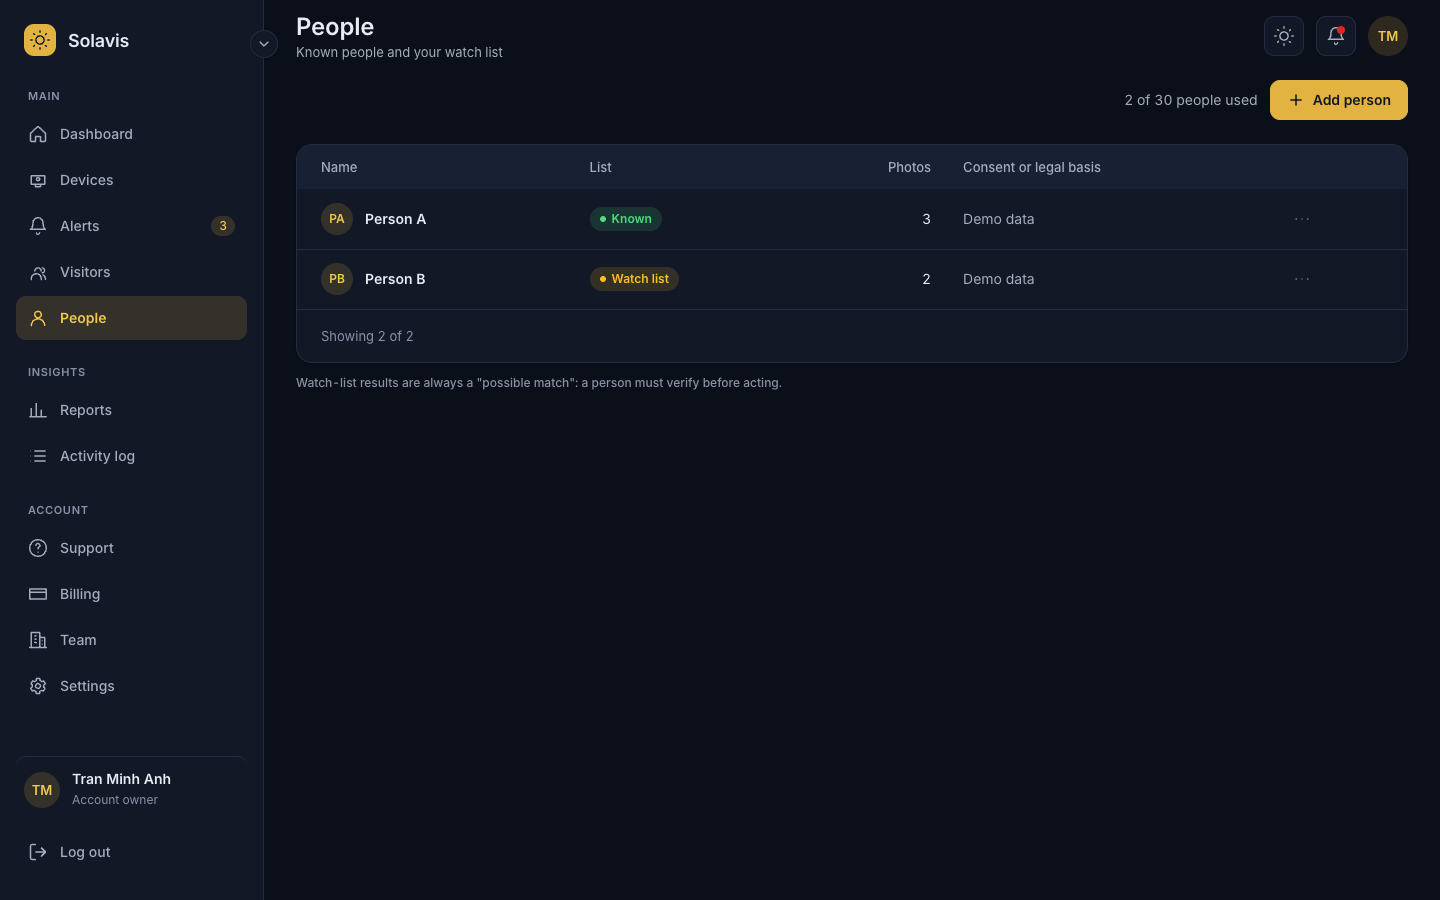 Solavis
MAIN
Dashboard
Devices
Alerts 3
Visitors
People
INSIGHTS
Reports
Activity log
ACCOUNT
Support
Billing
Team
Settings
TM Tran Minh Anh
Account owner
Log out
People
Known people and your watch list
TM
2 of 30 people used + Add person
Name List Photos Consent or legal basis
PA Person A Known 3 Demo data ...
PB Person B Watch list 2 Demo data ...
Showing 2 of 2
Watch-list results are always a "possible match": a person must verify before acting.